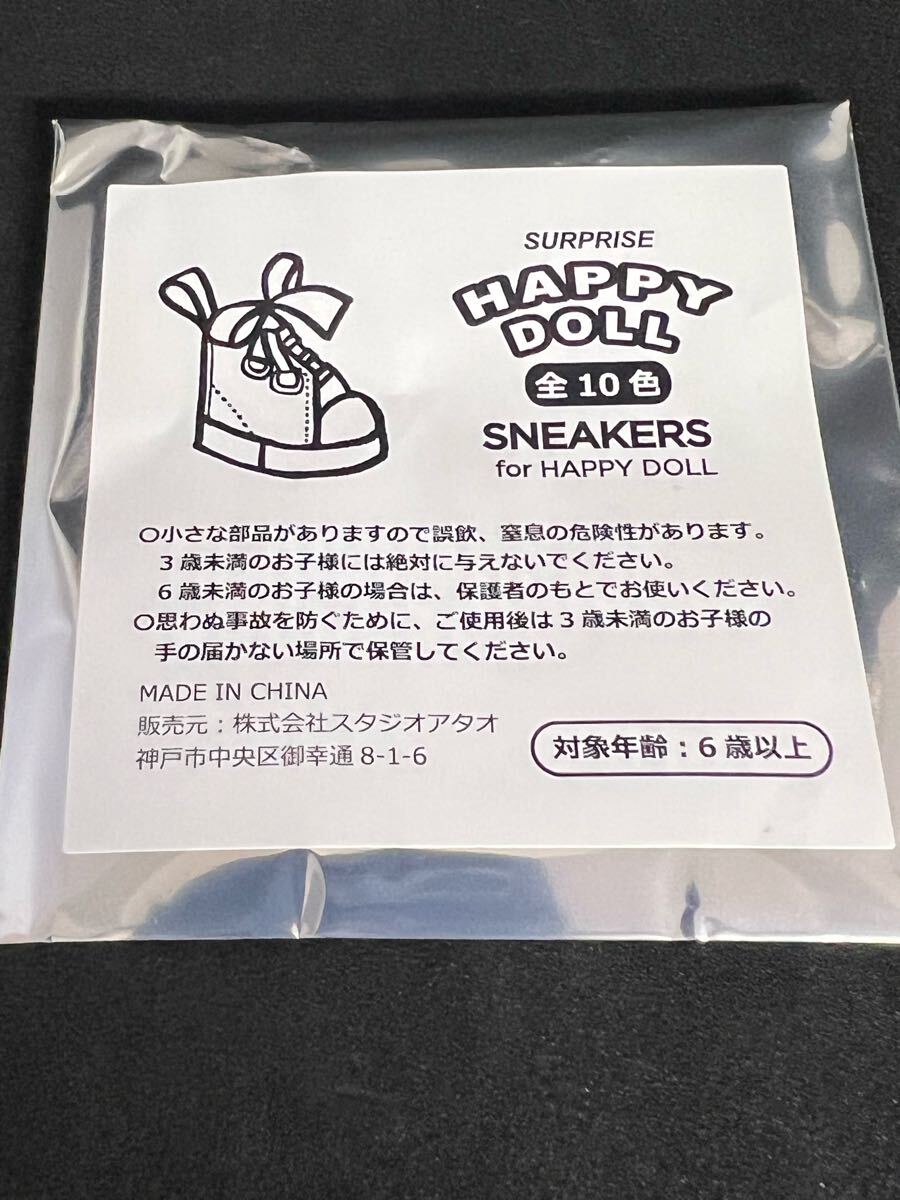 SURPRISE
HAPPY
DOLL
全10色
SNEAKERS
for HAPPY DOLL
〇小さな部品がありますので誤飲、窒息の危険性があります。
3歳未満のお子様には絶対に与えないでください。
6歳未満のお子様の場合は、保護者のもとでお使いください。
〇思わぬ事故を防ぐために、ご使用後は3歳未満のお子様の
手の届かない場所で保管してください。
MADE IN CHINA
販売元：株式会社スタジオアタオ
神戸市中央区御幸通8-1-6
対象年齢：6歳以上